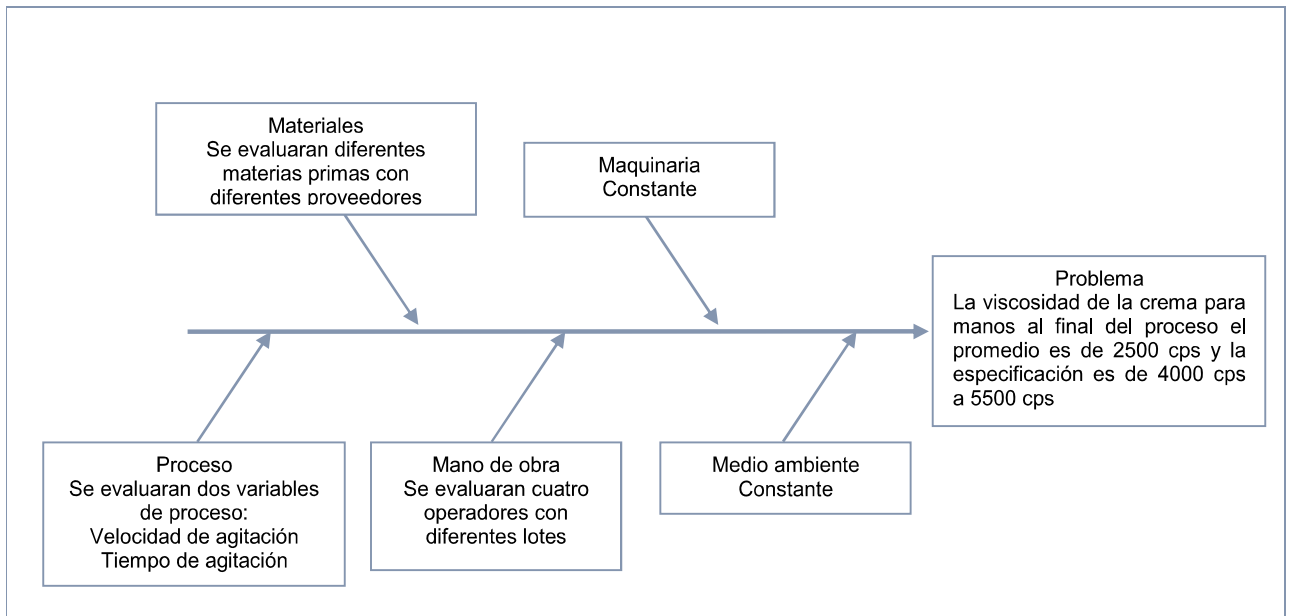 Materiales
Se evaluaran diferentes
materias primas con
diferentes proveedores
Maquinaria
Constante
Problema
La viscosidad de la crema para
manos al final del proceso el
promedio es de 2500 cps y la
especificación es de 4000 cps
a 5500 cps
Proceso
Se evaluaran dos variables
de proceso:
Velocidad de agitación
Tiempo de agitación
Mano de obra
Se evaluaran cuatro
operadores con
diferentes lotes
Medio ambiente
Constante